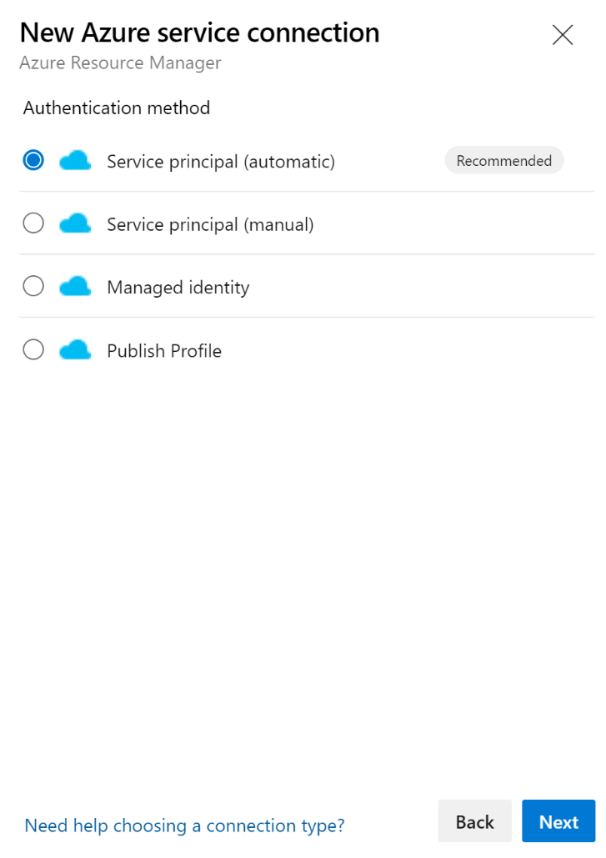 New Azure service connection
Azure Resource Manager
Authentication method
Service principal (automatic) Recommended
Service principal (manual)
Managed identity
Publish Profile
Need help choosing a connection type? Back Next